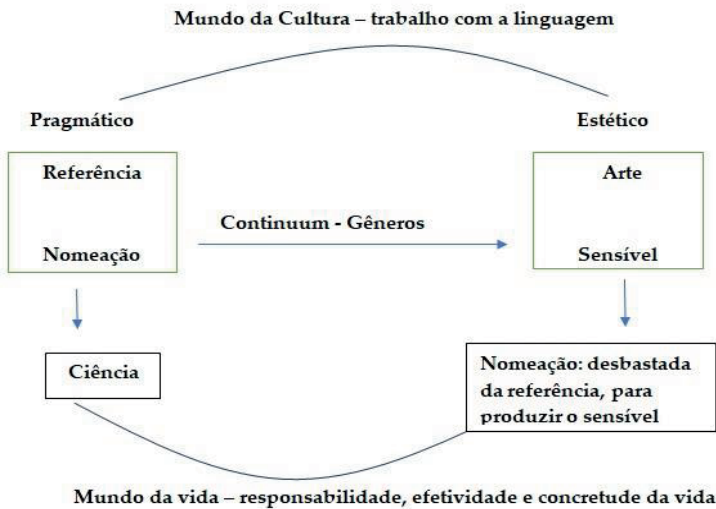 Mundo da Cultura – trabalho com a linguagem
Pragmático
Estético
Referência
Arte
Continuum - Gêneros
Nomeação
Sensível
Ciência
Nomeação: desbastada
da referência, para
produzir o sensível
Mundo da vida – responsabilidade, efetividade e concretude da vida